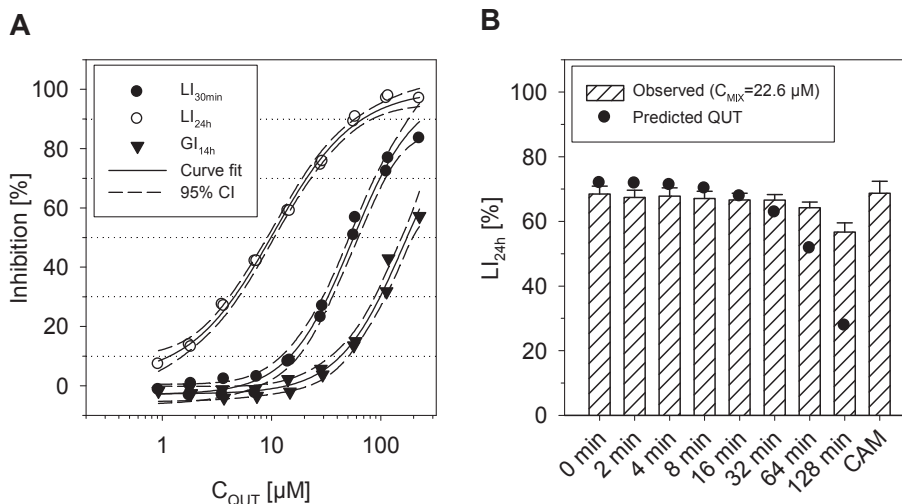 A
Inhibition [%]
100
80
60
40
20
0
LI30min
LI24h
GI14h
Curve fit
95% CI
1
10
100
CQUT [µM]
B
LI24h [%]
100
80
60
40
20
0
Observed (CMIX=22.6 µM)
Predicted QUT
0 min
2 min
4 min
8 min
16 min
32 min
64 min
128 min
CAM